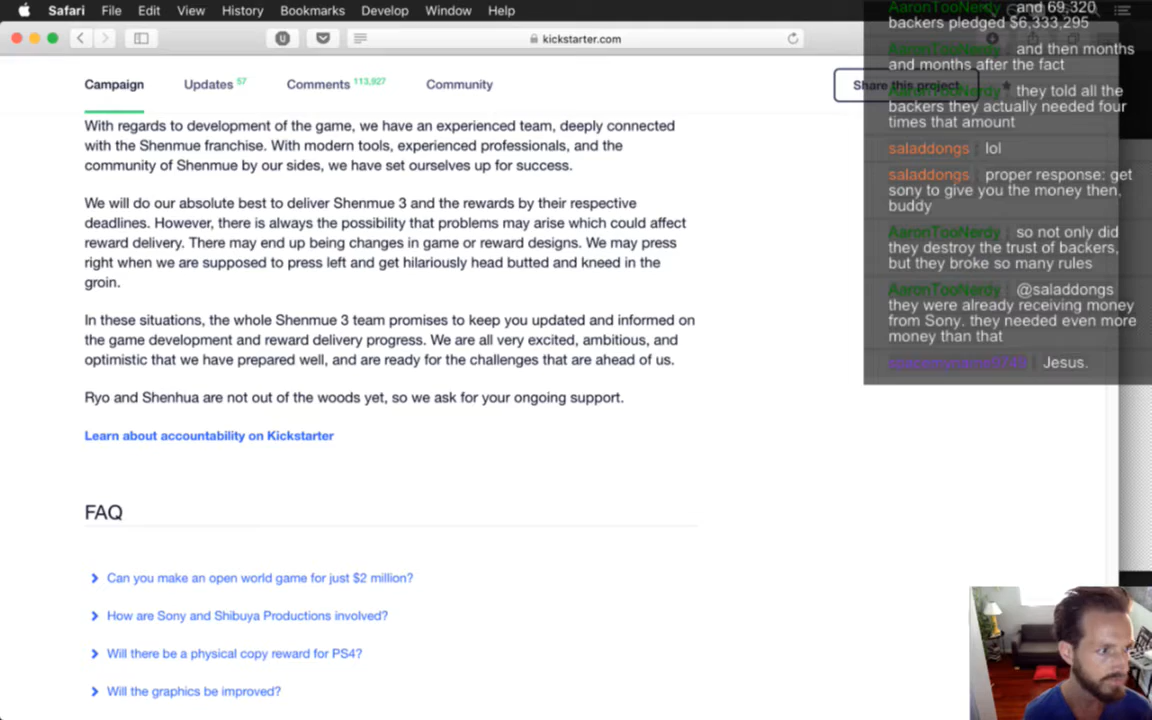 Safari File Edit View History Bookmarks Develop Window Help
kickstarter.com
Campaign Updates 57 Comments 113,927 Community
Share this project
With regards to development of the game, we have an experienced team, deeply connected
with the Shenmue franchise. With modern tools, experienced professionals, and the
community of Shenmue by our sides, we have set ourselves up for success.
We will do our absolute best to deliver Shenmue 3 and the rewards by their respective
deadlines. However, there is always the possibility that problems may arise which could affect
reward delivery. There may end up being changes in game or reward designs. We may press
right when we are supposed to press left and get hilariously head butted and kneed in the
groin.
In these situations, the whole Shenmue 3 team promises to keep you updated and informed on
the game development and reward delivery progress. We are all very excited, ambitious, and
optimistic that we have prepared well, and are ready for the challenges that are ahead of us.
Ryo and Shenhua are not out of the woods yet, so we ask for your ongoing support.
Learn about accountability on Kickstarter
FAQ
Can you make an open world game for just $2 million?
How are Sony and Shibuya Productions involved?
Will there be a physical copy reward for PS4?
Will the graphics be improved?
AaronTooNerdy : and 69,320
backers pledged $6,333,295
AaronTooNerdy : and then months
and months after the fact
AaronTooNerdy : they told all the
backers they actually needed four
times that amount
saladdongs : lol
saladdongs : proper response: get
sony to give you the money then,
buddy
AaronTooNerdy : so not only did
they destroy the trust of backers,
but they broke so many rules
AaronTooNerdy : @saladdongs
they were already receiving money
from Sony. they needed even more
money than that
: Jesus.